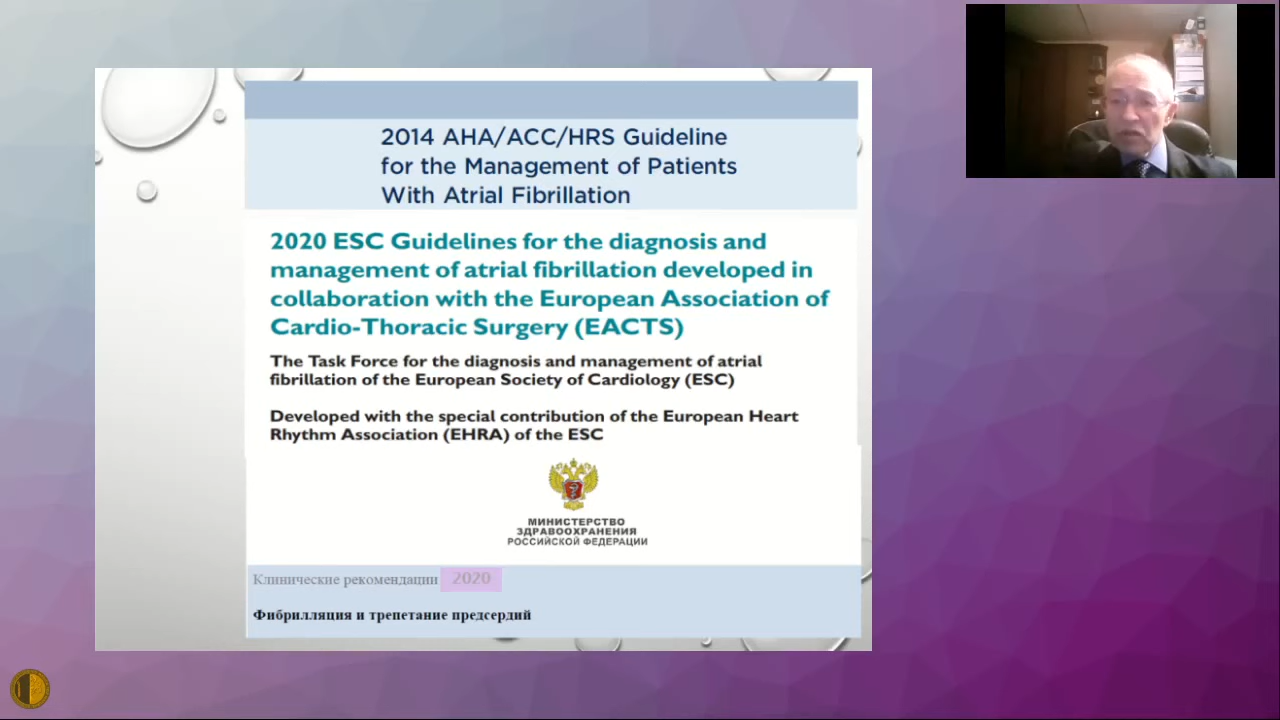 2014 AHA/ACC/HRS Guideline
for the Management of Patients
With Atrial Fibrillation
2020 ESC Guidelines for the diagnosis and
management of atrial fibrillation developed in
collaboration with the European Association of
Cardio-Thoracic Surgery (EACTS)
The Task Force for the diagnosis and management of atrial
fibrillation of the European Society of Cardiology (ESC)
Developed with the special contribution of the European Heart
Rhythm Association (EHRA) of the ESC
МИНИСТЕРСТВО
ЗДРАВООХРАНЕНИЯ
РОССИЙСКОЙ ФЕДЕРАЦИИ
Клинические рекомендации 2020
Фибрилляция и трепетание предсердий